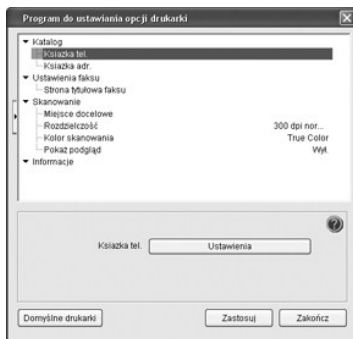 Program do ustawiania opcji drukarki
Katalog
Ksiazka tel.
Ksiazka adr.
Ustawienia faksu
Strona tytułowa faksu
Skanowanie
Miejsce docelowe
Rozdzielczość 300 dpi nor...
Kolor skanowania True Color
Pokaż podgląd Wył.
Informacje
Ksiazka tel. Ustawienia
Domyślne drukarki Zastosuj Zakończ